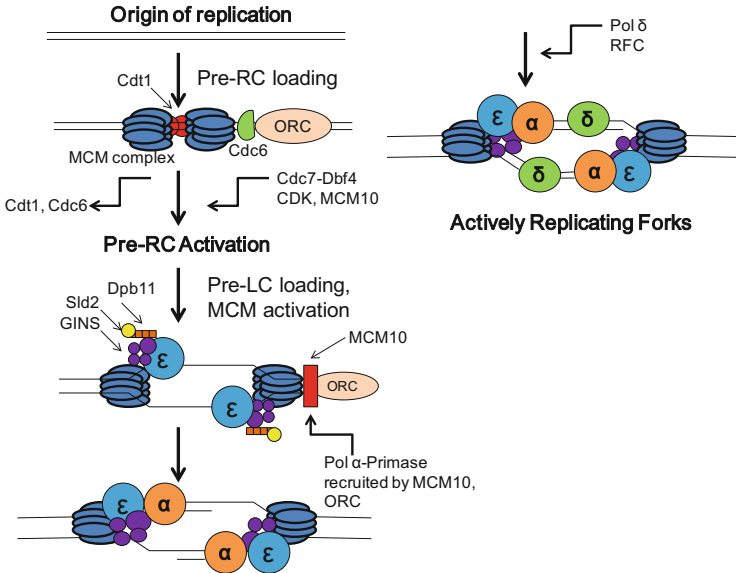 Origin of replication
Cdt1
Pre-RC loading
ORC
MCM complex
Cdc6
Cdt1, Cdc6
Cdc7-Dbf4
CDK, MCM10
Pre-RC Activation
Pre-LC loading,
MCM activation
Dpb11
Sld2
GINS
ε
MCM10
ORC
ε
Pol α-Primase
recruited by MCM10,
ORC
ε
α
α
ε
Pol δ
RFC
ε
α
δ
δ
α
ε
Actively Replicating Forks